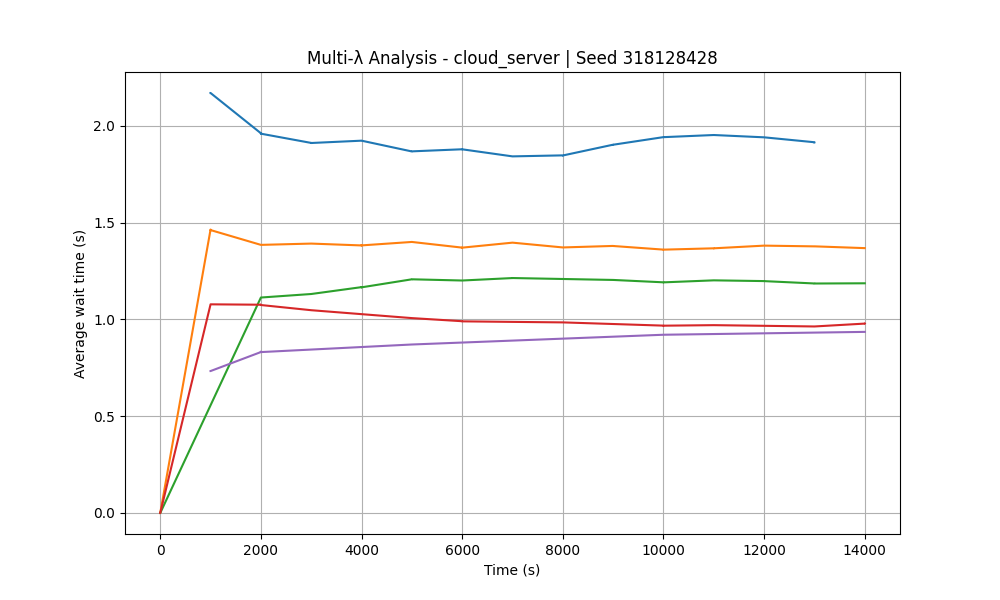 Multi-λ Analysis - cloud_server | Seed 318128428
Average wait time (s)
2.0
1.5
1.0
0.5
0.0
0 2000 4000 6000 8000 10000 12000 14000
Time (s)